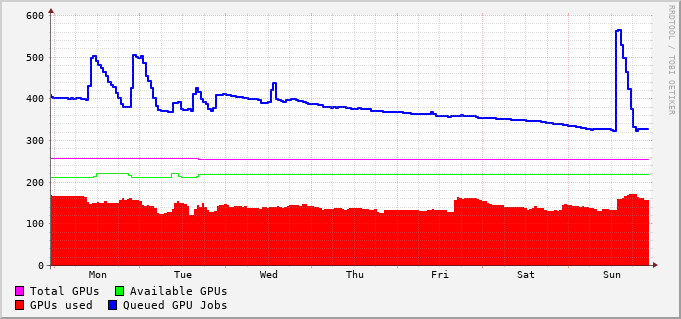 600
500
400
300
200
100
0
Mon Tue Wed Thu Fri Sat Sun
Total GPUs Available GPUs
GPUs used Queued GPU Jobs
RRDTOOL / TOBI OETIKER